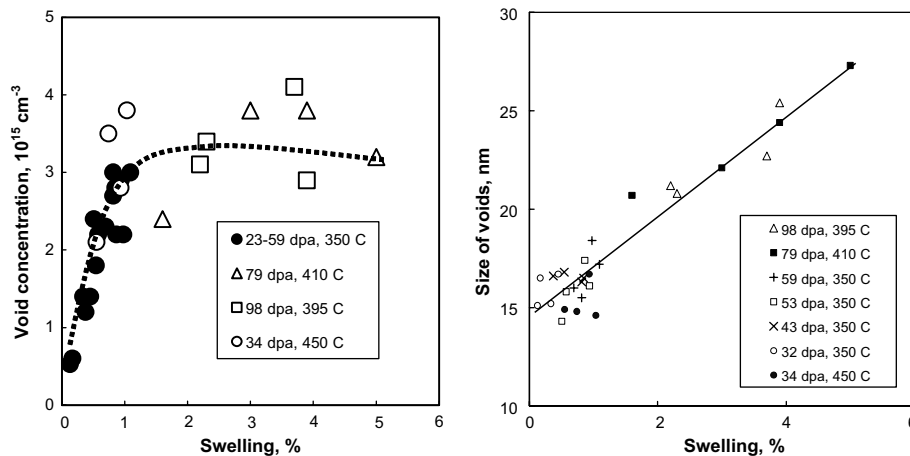 5
4
3
2
1
0
Void concentration, 10¹⁵ cm⁻³
23-59 dpa, 350 C
79 dpa, 410 C
98 dpa, 395 C
34 dpa, 450 C
0 1 2 3 4 5 6
Swelling, %
30
25
20
15
10
Size of voids, nm
98 dpa, 395 C
79 dpa, 410 C
59 dpa, 350 C
53 dpa, 350 C
43 dpa, 350 C
32 dpa, 350 C
34 dpa, 450 C
0 2 4 6
Swelling, %